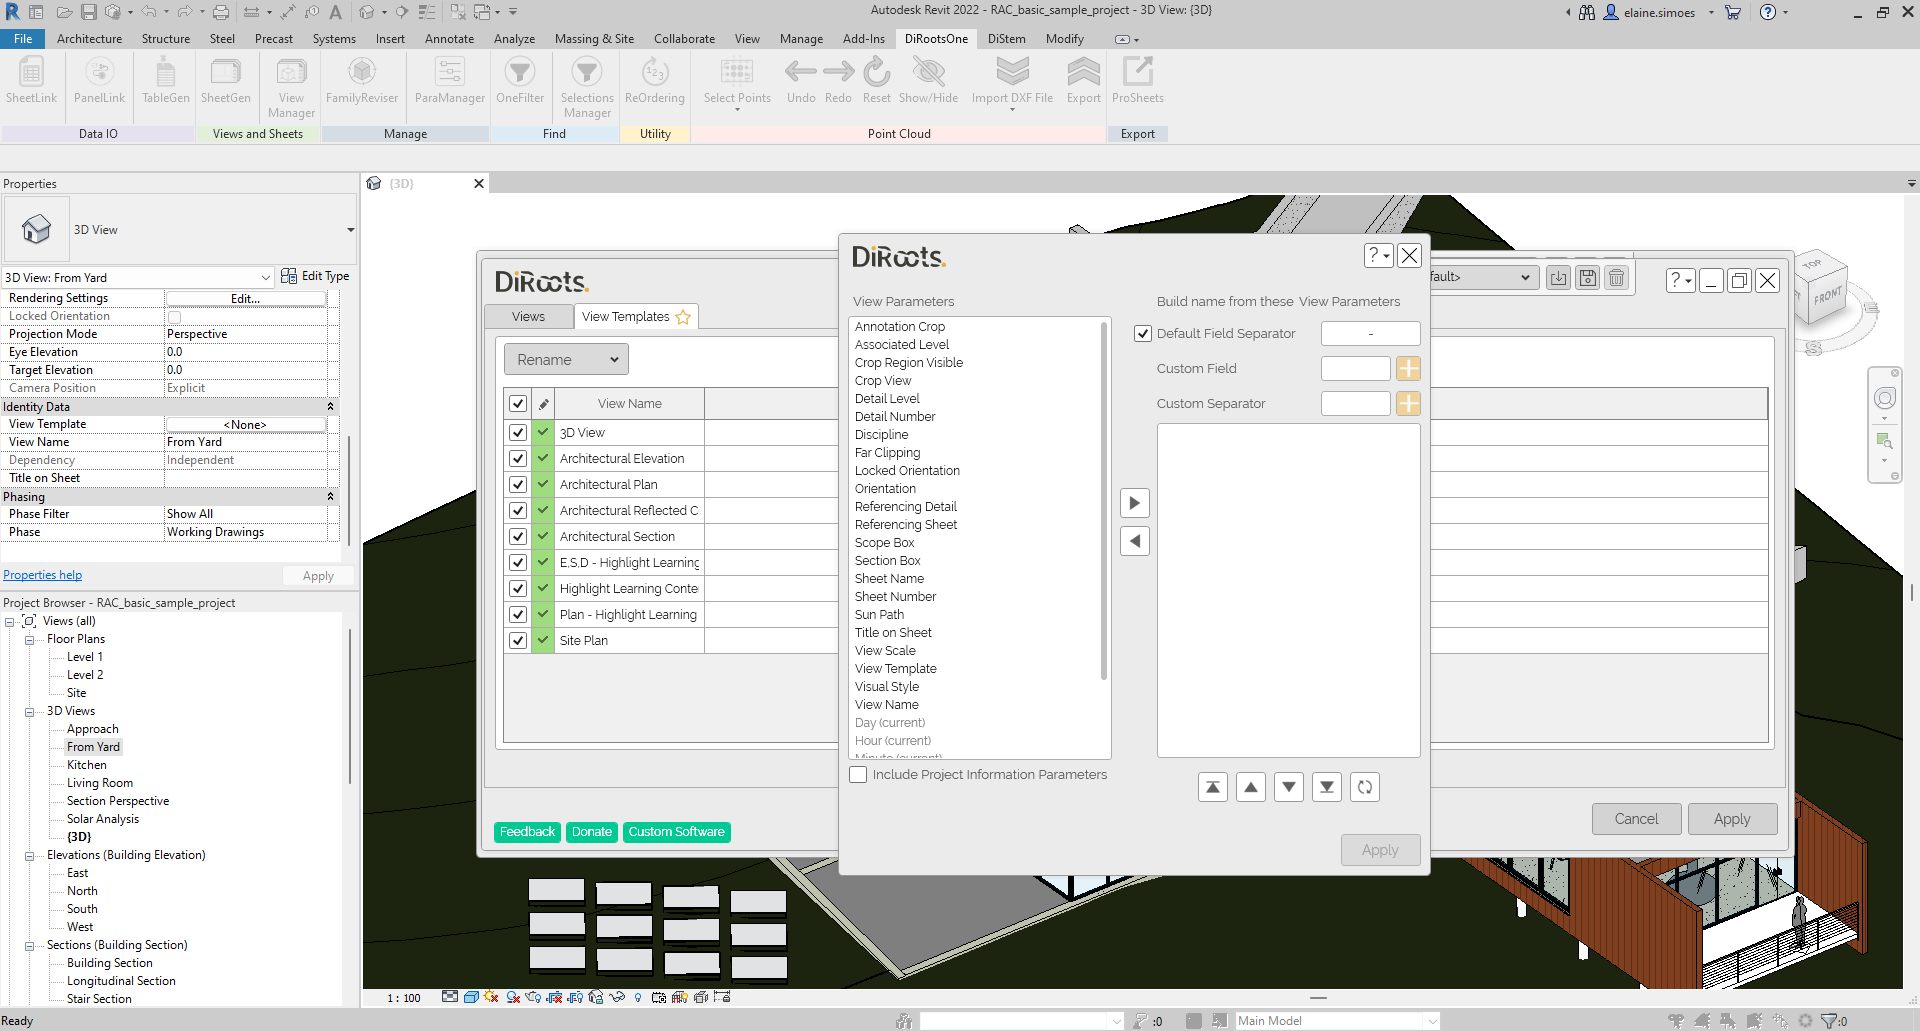 Autodesk Revit 2022 - RAC_basic_sample_project - 3D View: {3D}
elaine.simoes
File Architecture Structure Steel Precast Systems Insert Annotate Analyze Massing & Site Collaborate View Manage Add-Ins DiRootsOne DiStem Modify
SheetLink PanelLink TableGen SheetGen View Manager FamilyReviser ParaManager OneFilter Selections Manager ReOrdering Select Points Undo Redo Reset Show/Hide Import DXF File Export ProSheets
Data IO Views and Sheets Manage Find Utility Point Cloud Export
Properties
3D View
3D View: From Yard Edit Type
Rendering Settings Edit...
Locked Orientation
Projection Mode Perspective
Eye Elevation 0.0
Target Elevation 0.0
Camera Position Explicit
Identity Data
View Template <None>
View Name From Yard
Dependency Independent
Title on Sheet
Phasing
Phase Filter Show All
Phase Working Drawings
Properties help Apply
Project Browser - RAC_basic_sample_project
Views (all)
Floor Plans
Level 1
Level 2
Site
3D Views
Approach
From Yard
Kitchen
Living Room
Section Perspective
Solar Analysis
{3D}
Elevations (Building Elevation)
East
North
South
West
Sections (Building Section)
Building Section
Longitudinal Section
Stair Section
Ready
{3D}
DiRoots.
Views View Templates
Rename
View Name
3D View
Architectural Elevation
Architectural Plan
Architectural Reflected C
Architectural Section
E,S,D - Highlight Learning
Highlight Learning Conte
Plan - Highlight Learning
Site Plan
Feedback Donate Custom Software
fault>
?
Cancel Apply
DiRoots.
?
View Parameters
Annotation Crop
Associated Level
Crop Region Visible
Crop View
Detail Level
Detail Number
Discipline
Far Clipping
Locked Orientation
Orientation
Referencing Detail
Referencing Sheet
Scope Box
Section Box
Sheet Name
Sheet Number
Sun Path
Title on Sheet
View Scale
View Template
Visual Style
View Name
Day (current)
Hour (current)
Minute (current)
Include Project Information Parameters
Build name from these View Parameters
Default Field Separator -
Custom Field
Custom Separator
Apply
TOP
FRONT
S
E
1 : 100
:0
Main Model
:0